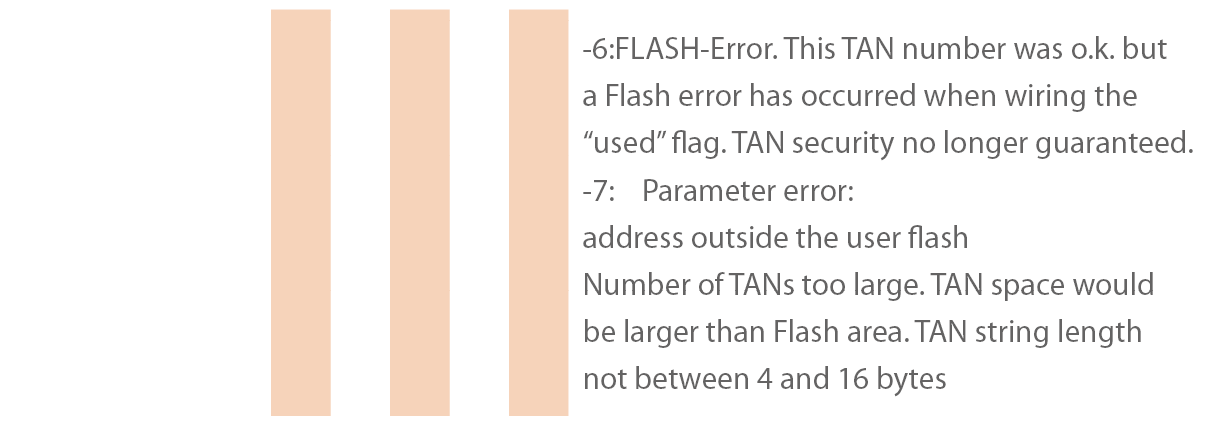 -6:FLASH-Error. This TAN number was o.k. but
a Flash error has occurred when wiring the
“used” flag. TAN security no longer guaranteed.
-7: Parameter error:
address outside the user flash
Number of TANs too large. TAN space would
be larger than Flash area. TAN string length
not between 4 and 16 bytes